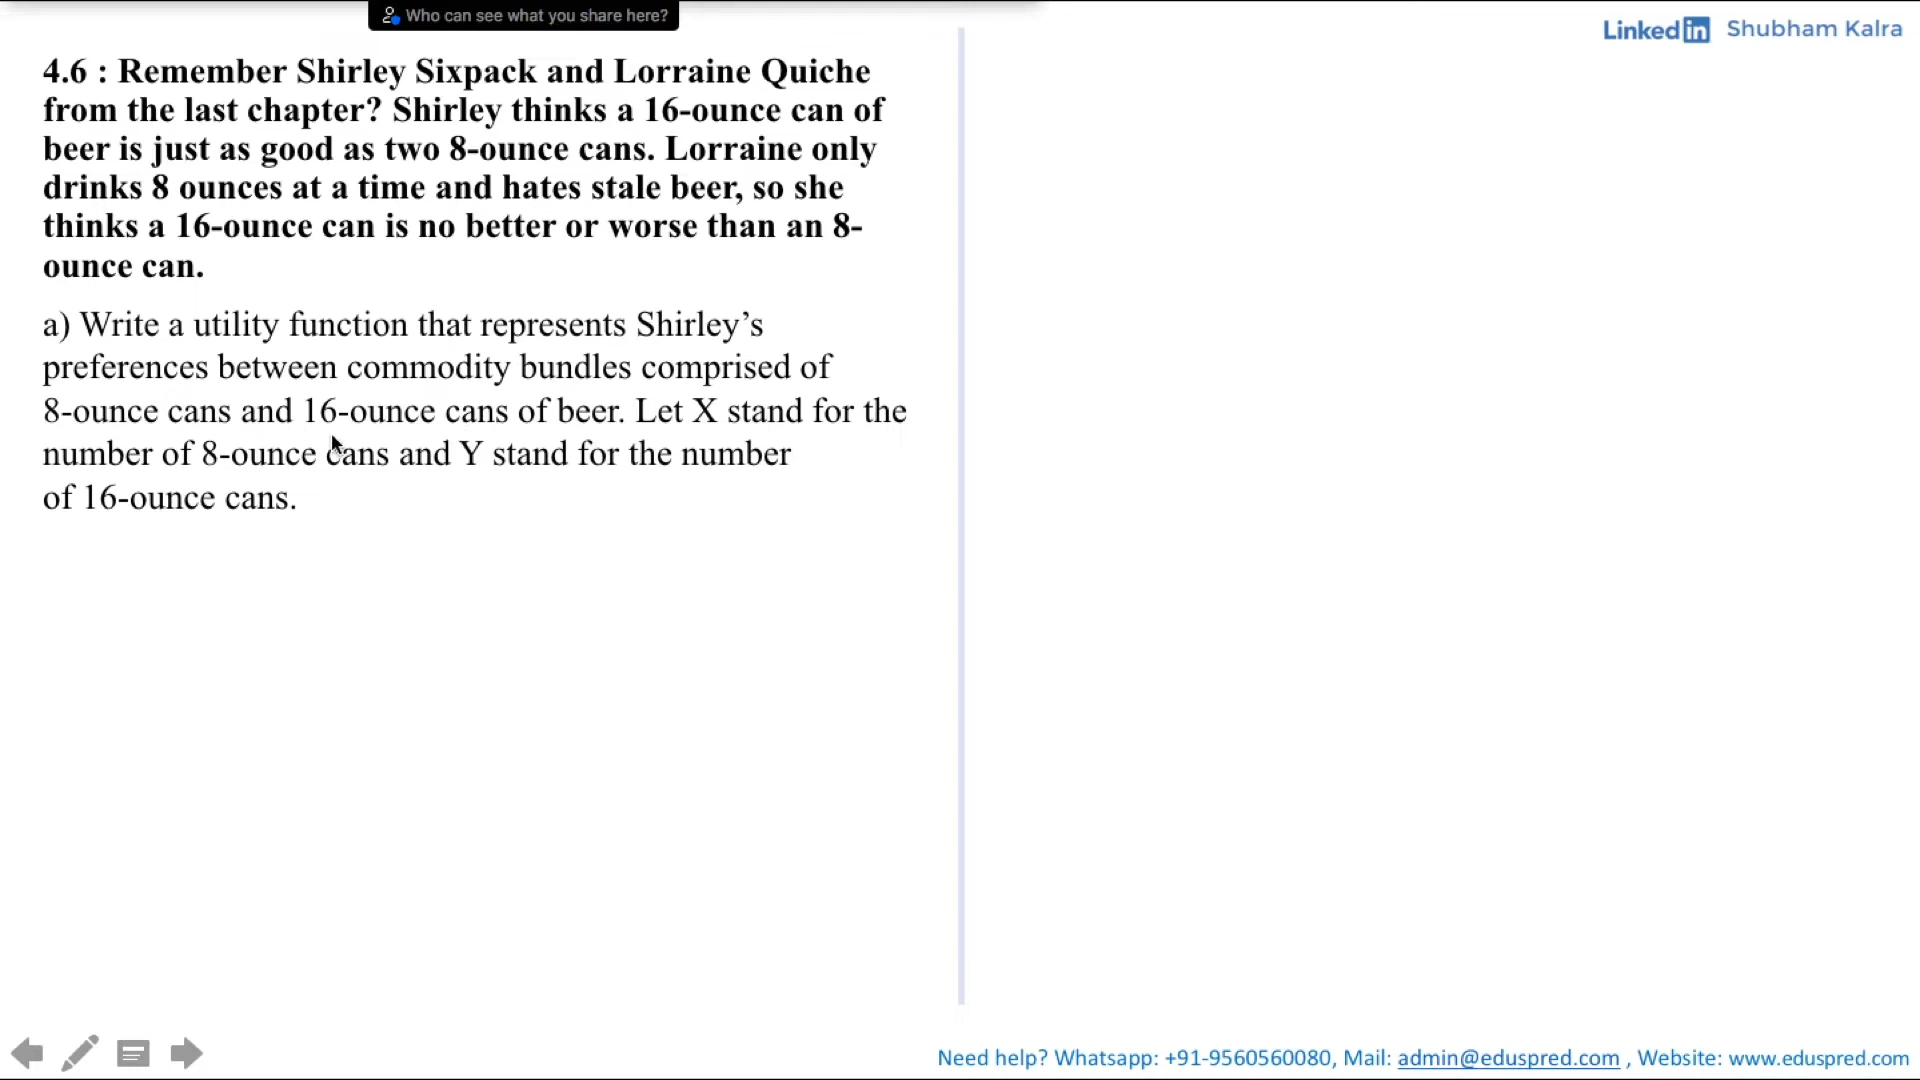 Who can see what you share here?
Linked in Shubham Kalra
4.6 : Remember Shirley Sixpack and Lorraine Quiche
from the last chapter? Shirley thinks a 16-ounce can of
beer is just as good as two 8-ounce cans. Lorraine only
drinks 8 ounces at a time and hates stale beer, so she
thinks a 16-ounce can is no better or worse than an 8-
ounce can.
a) Write a utility function that represents Shirley’s
preferences between commodity bundles comprised of
8-ounce cans and 16-ounce cans of beer. Let X stand for the
number of 8-ounce cans and Y stand for the number
of 16-ounce cans.
Need help? Whatsapp: +91-9560560080, Mail: admin@eduspred.com , Website: www.eduspred.com